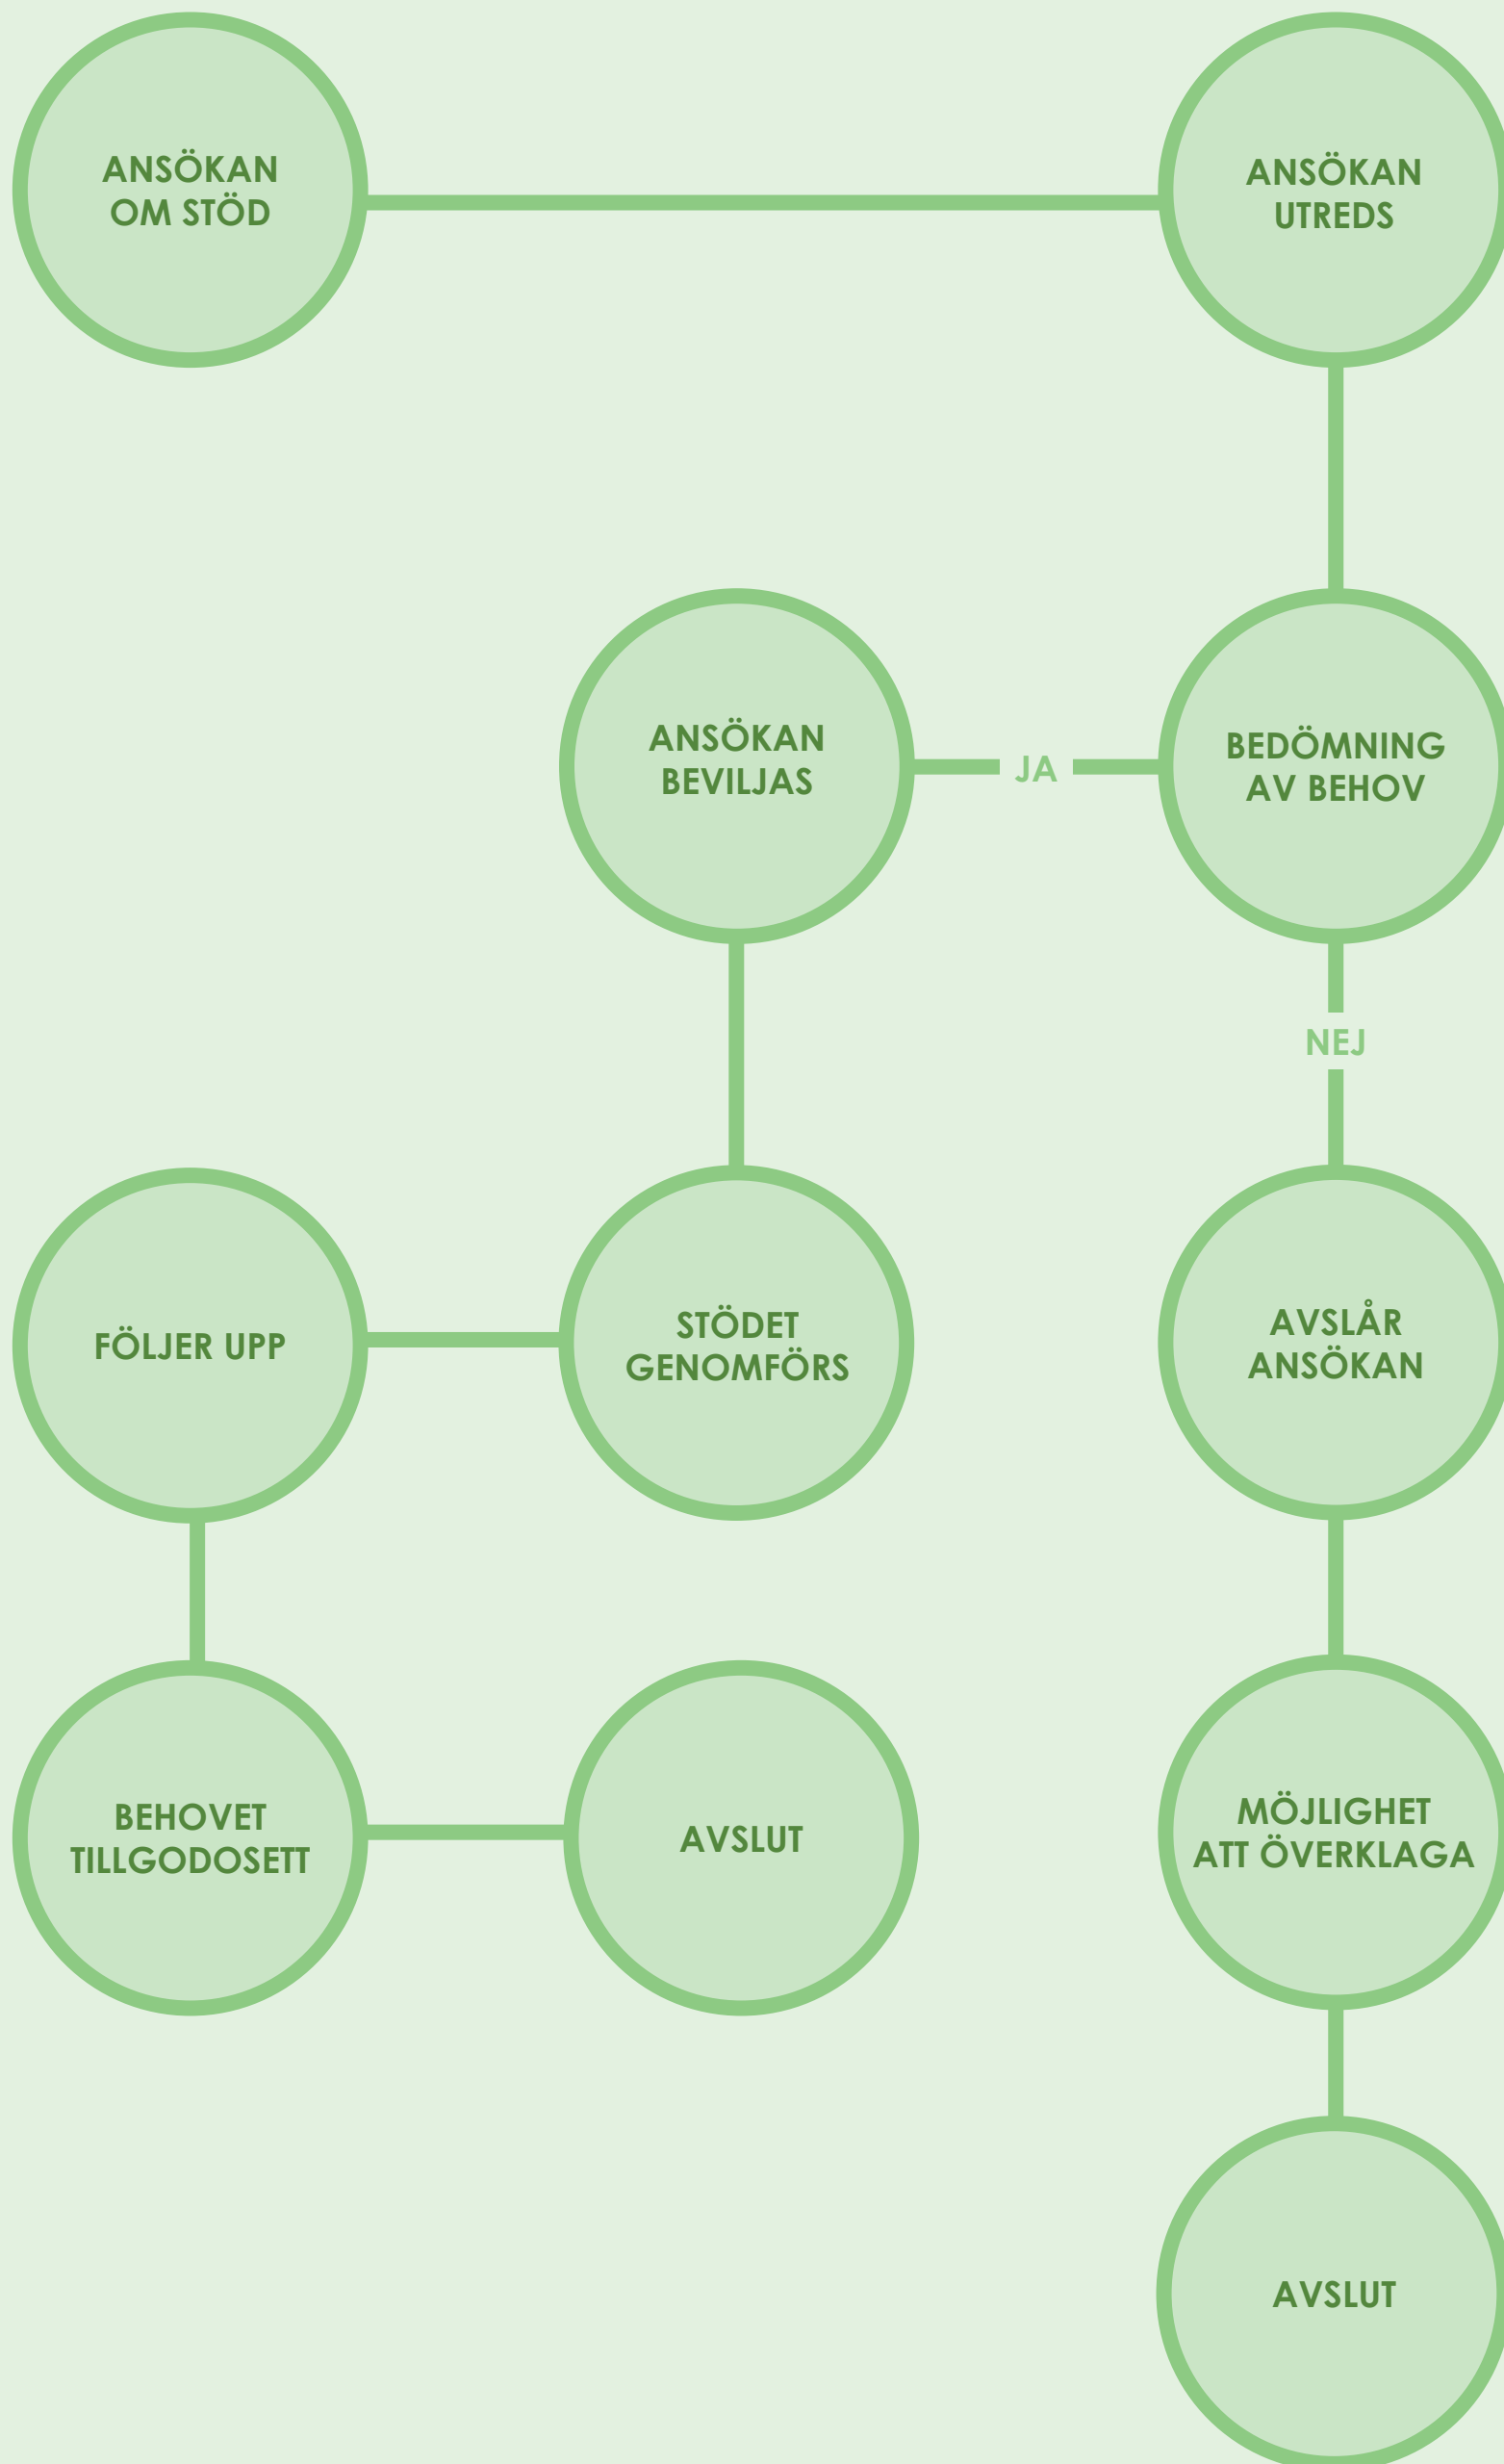 ANSÖKAN
OM STÖD
ANSÖKAN
UTREDS
ANSÖKAN
BEVILJAS
JA
BEDÖMNING
AV BEHOV
NEJ
FÖLJER UPP
STÖDET
GENOMFÖRS
AVSLÅR
ANSÖKAN
BEHOVET
TILLGODOSETT
AVSLUT
MÖJLIGHET
ATT ÖVERKLAGA
AVSLUT